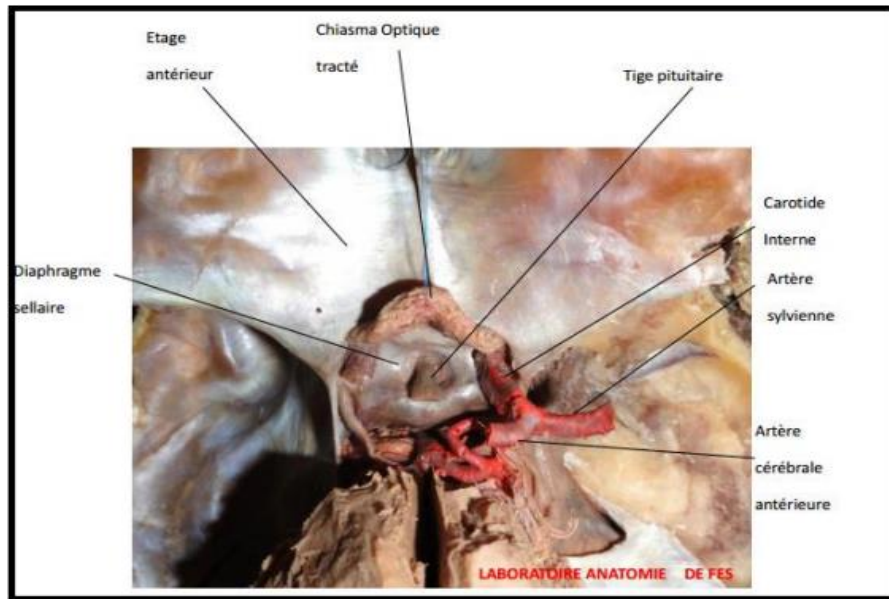 Etage
antérieur
Chiasma Optique
tracté
Tige pituitaire
Carotide
Interne
Artère
sylvienne
Diaphragme
sellaire
Artère
cérébrale
antérieure
LABORATOIRE ANATOMIE DE FES